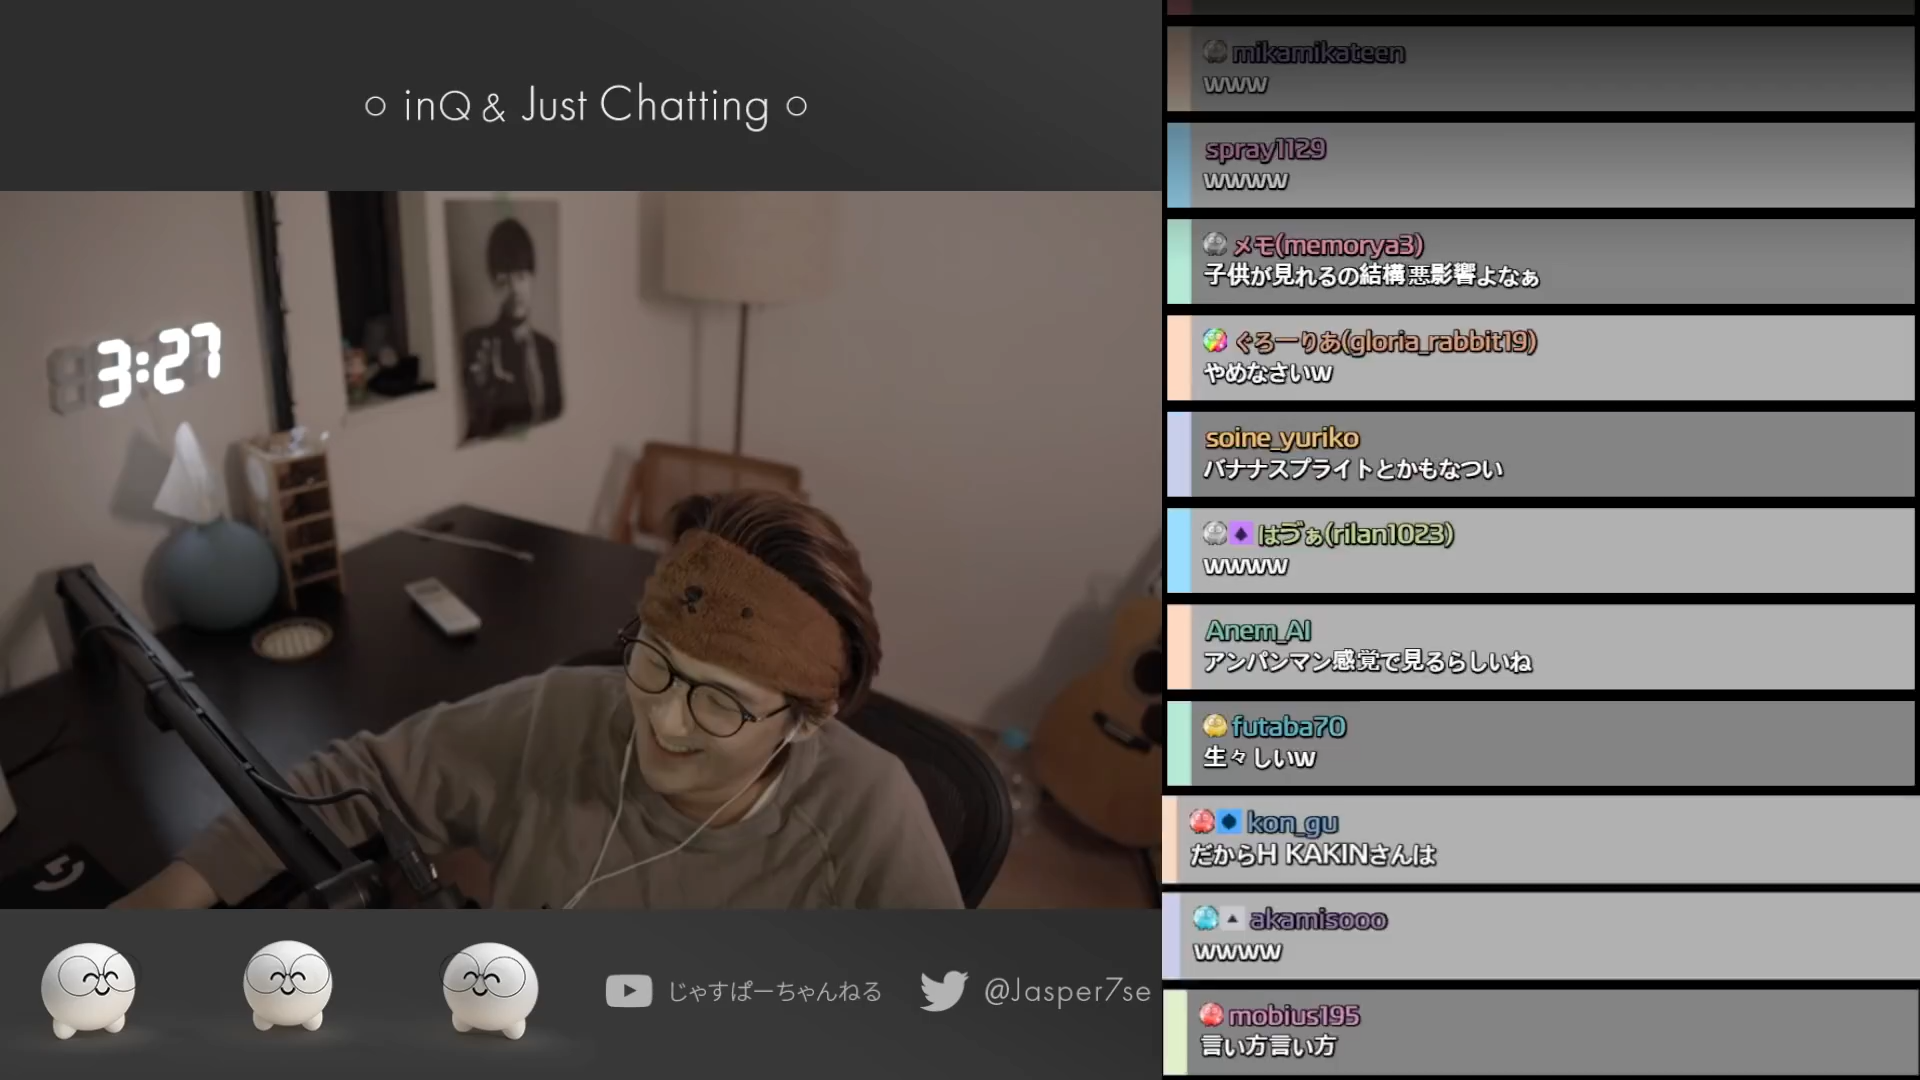 ○ inQ & Just Chatting ○
3:27
じゃすぱーちゃんねる
@Jasper7se
mikamikateen
www
spray1129
wwww
メモ(memorya3)
子供が見れるの結構悪影響よなぁ
ぐろーりあ(gloria_rabbit19)
やめなさいw
soine_yuriko
バナナスプライトとかもなつい
はづぁ(rilan1023)
wwww
Anem_AI
アンパンマン感覚で見るらしいね
futaba70
生々しいw
kon_gu
だからH KAKINさんは
akamisooo
wwww
mobius195
言い方言い方